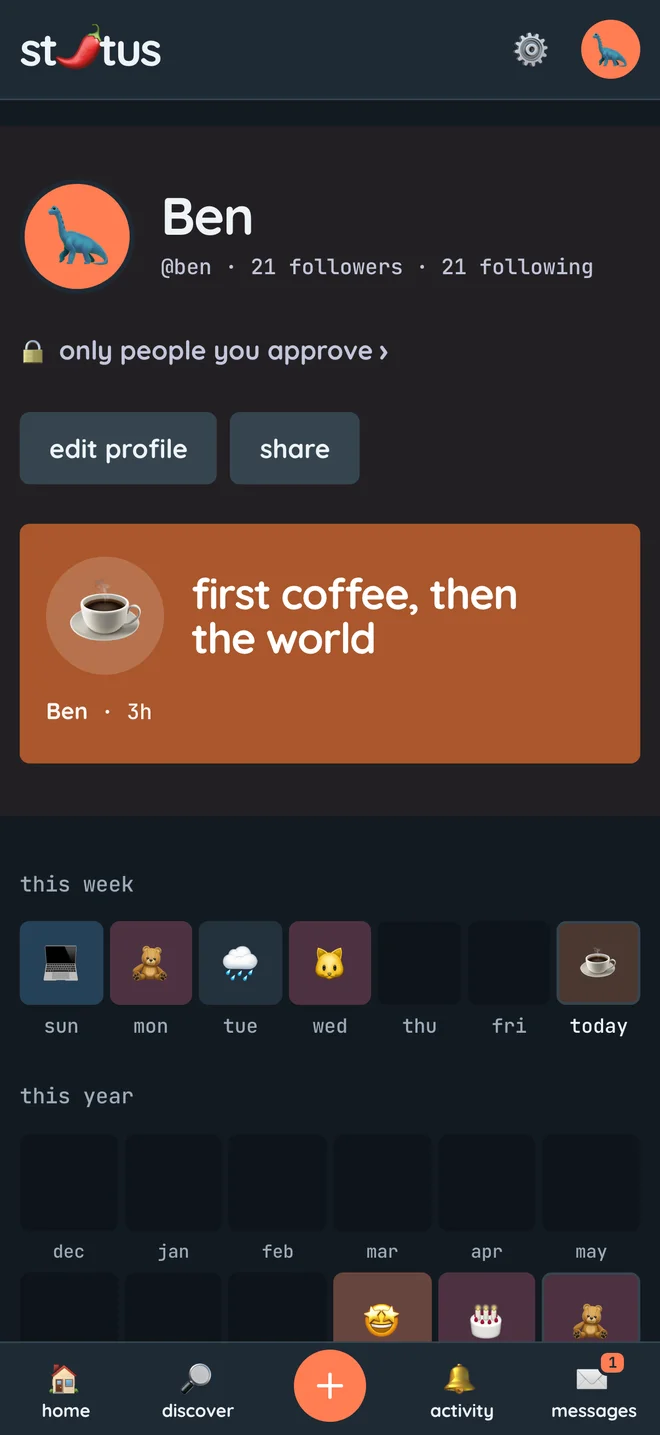 st🌶️tus
Ben
@ben · 21 followers · 21 following
only people you approve ›
edit profile
share
first coffee, then
the world
Ben · 3h
this week
sun mon tue wed thu fri today
this year
dec jan feb mar apr may
1
home discover + activity messages